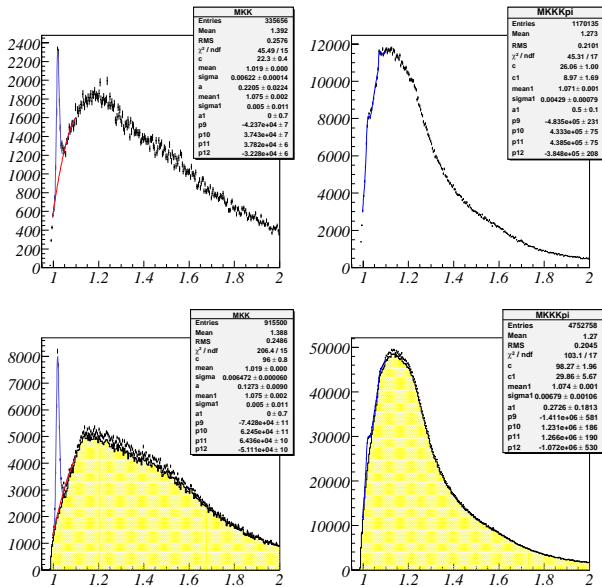 MKK
Entries 335656
Mean 1.392
RMS 0.2576
χ² / ndf 45.49 / 15
c 22.3 ± 0.4
mean 1.019 ± 0.000
sigma 0.00622 ± 0.00014
a 0.2205 ± 0.0224
mean1 1.075 ± 0.002
sigma1 0.005 ± 0.011
a1 0 ± 0.7
p9 -4.237e+04 ± 7
p10 3.743e+04 ± 7
p11 3.782e+04 ± 6
p12 -3.228e+04 ± 6
2400
2200
2000
1800
1600
1400
1200
1000
800
600
400
200
0
1 1.2 1.4 1.6 1.8 2
MKKKpi
Entries 1170135
Mean 1.273
RMS 0.2101
χ² / ndf 45.31 / 17
c 26.06 ± 1.00
c1 8.97 ± 1.69
mean1 1.071 ± 0.001
sigma1 0.00429 ± 0.00079
a1 0.5 ± 0.1
p9 -4.835e+05 ± 231
p10 4.333e+05 ± 75
p11 4.385e+05 ± 75
p12 -3.848e+05 ± 208
12000
10000
8000
6000
4000
2000
0
1 1.2 1.4 1.6 1.8 2
MKK
Entries 915500
Mean 1.388
RMS 0.2486
χ² / ndf 206.4 / 15
c 96 ± 0.8
mean 1.019 ± 0.000
sigma 0.006472 ± 0.000060
a 0.1273 ± 0.0090
mean1 1.075 ± 0.002
sigma1 0.005 ± 0.011
a1 0 ± 0.7
p9 -7.428e+04 ± 11
p10 6.245e+04 ± 11
p11 6.436e+04 ± 10
p12 -5.111e+04 ± 10
8000
7000
6000
5000
4000
3000
2000
1000
0
1 1.2 1.4 1.6 1.8 2
MKKKpi
Entries 4752758
Mean 1.27
RMS 0.2045
χ² / ndf 103.1 / 17
c 98.27 ± 1.96
c1 29.86 ± 5.67
mean1 1.074 ± 0.001
sigma1 0.00679 ± 0.00106
a1 0.2726 ± 0.1813
p9 -1.411e+06 ± 581
p10 1.231e+06 ± 186
p11 1.266e+06 ± 190
p12 -1.072e+06 ± 530
50000
40000
30000
20000
10000
0
1 1.2 1.4 1.6 1.8 2